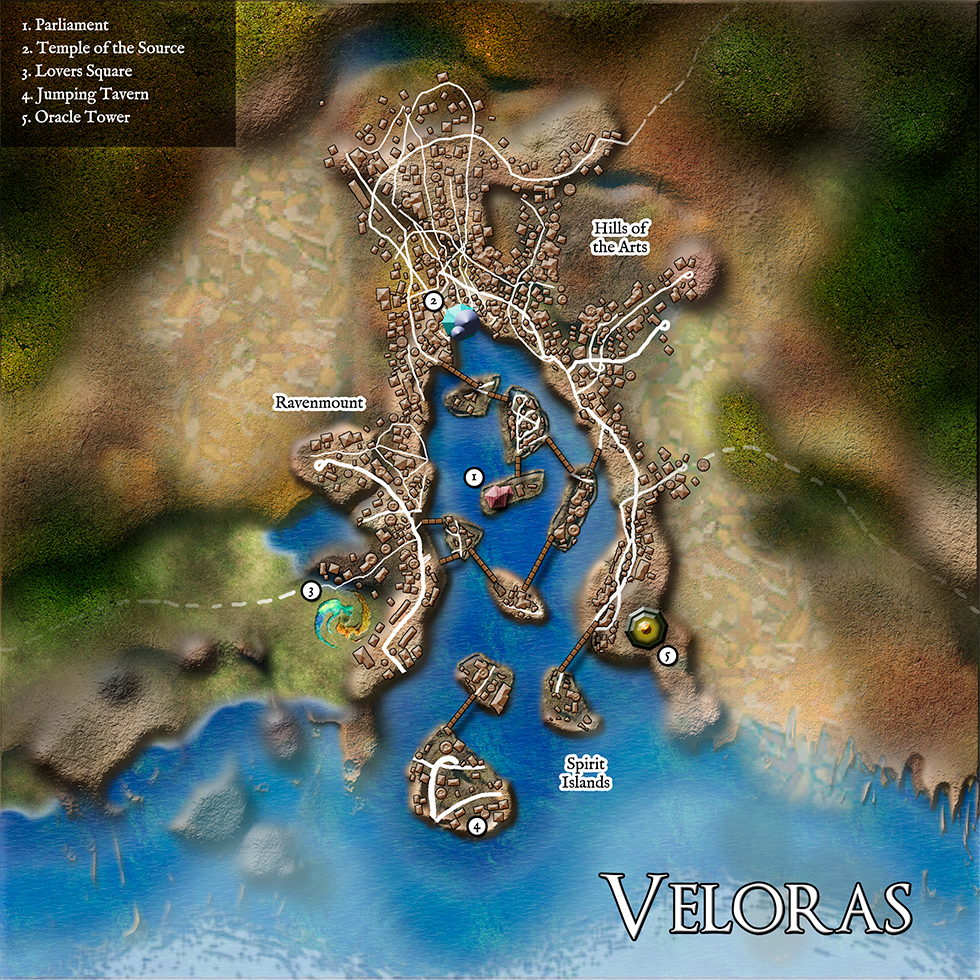 1. Parliament
2. Temple of the Source
3. Lovers Square
4. Jumping Tavern
5. Oracle Tower
Hills of
the Arts
2
Ravenmount
1
3
5
Spirit
Islands
4
VELORAS